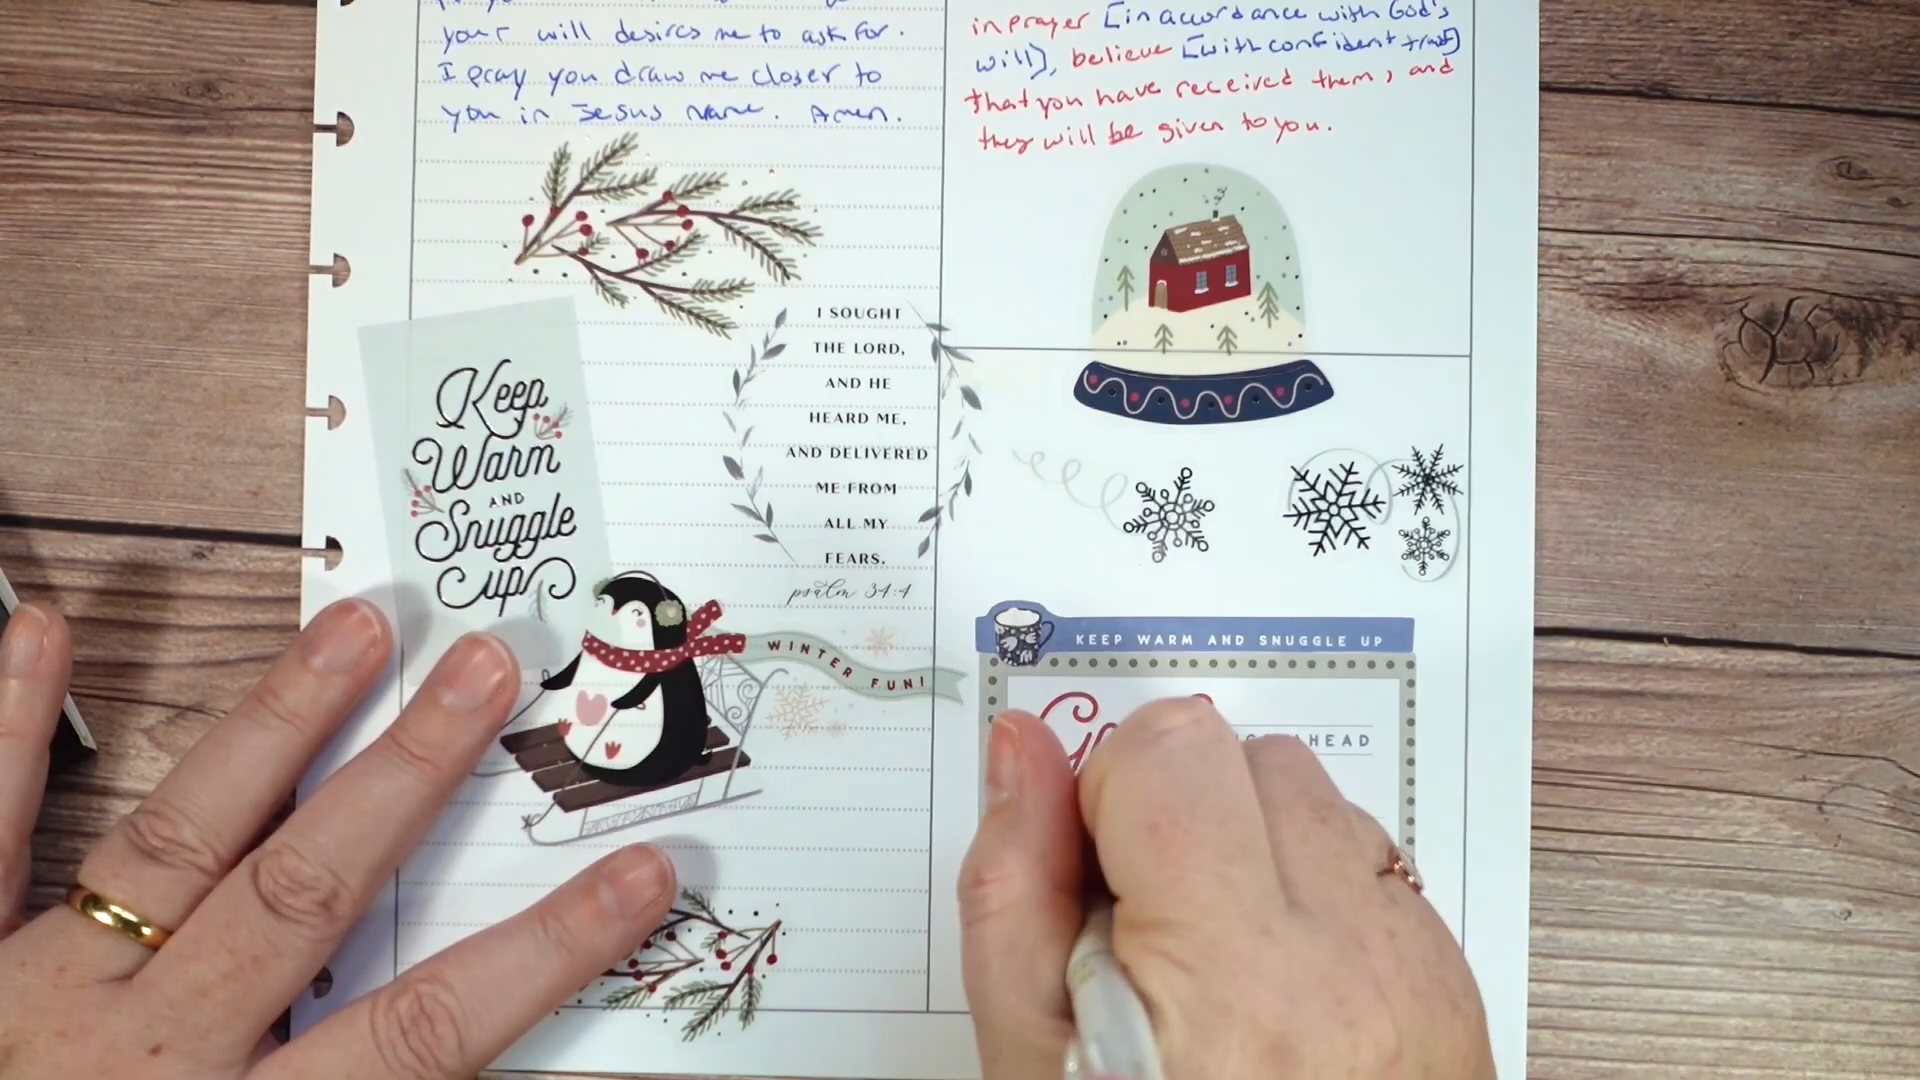 your will desires me to ask for.
I pray you draw me closer to
you in Jesus name. Amen.
in prayer [in accordance with God's
will], believe [with confident trust]
that you have received them, and
they will be given to you.
Keep
Warm
AND
Snuggle
Cup
I SOUGHT
THE LORD,
AND HE
HEARD ME,
AND DELIVERED
ME FROM
ALL MY
FEARS.
psalm 34:4
WINTER FUN!
KEEP WARM AND SNUGGLE UP
AHEAD